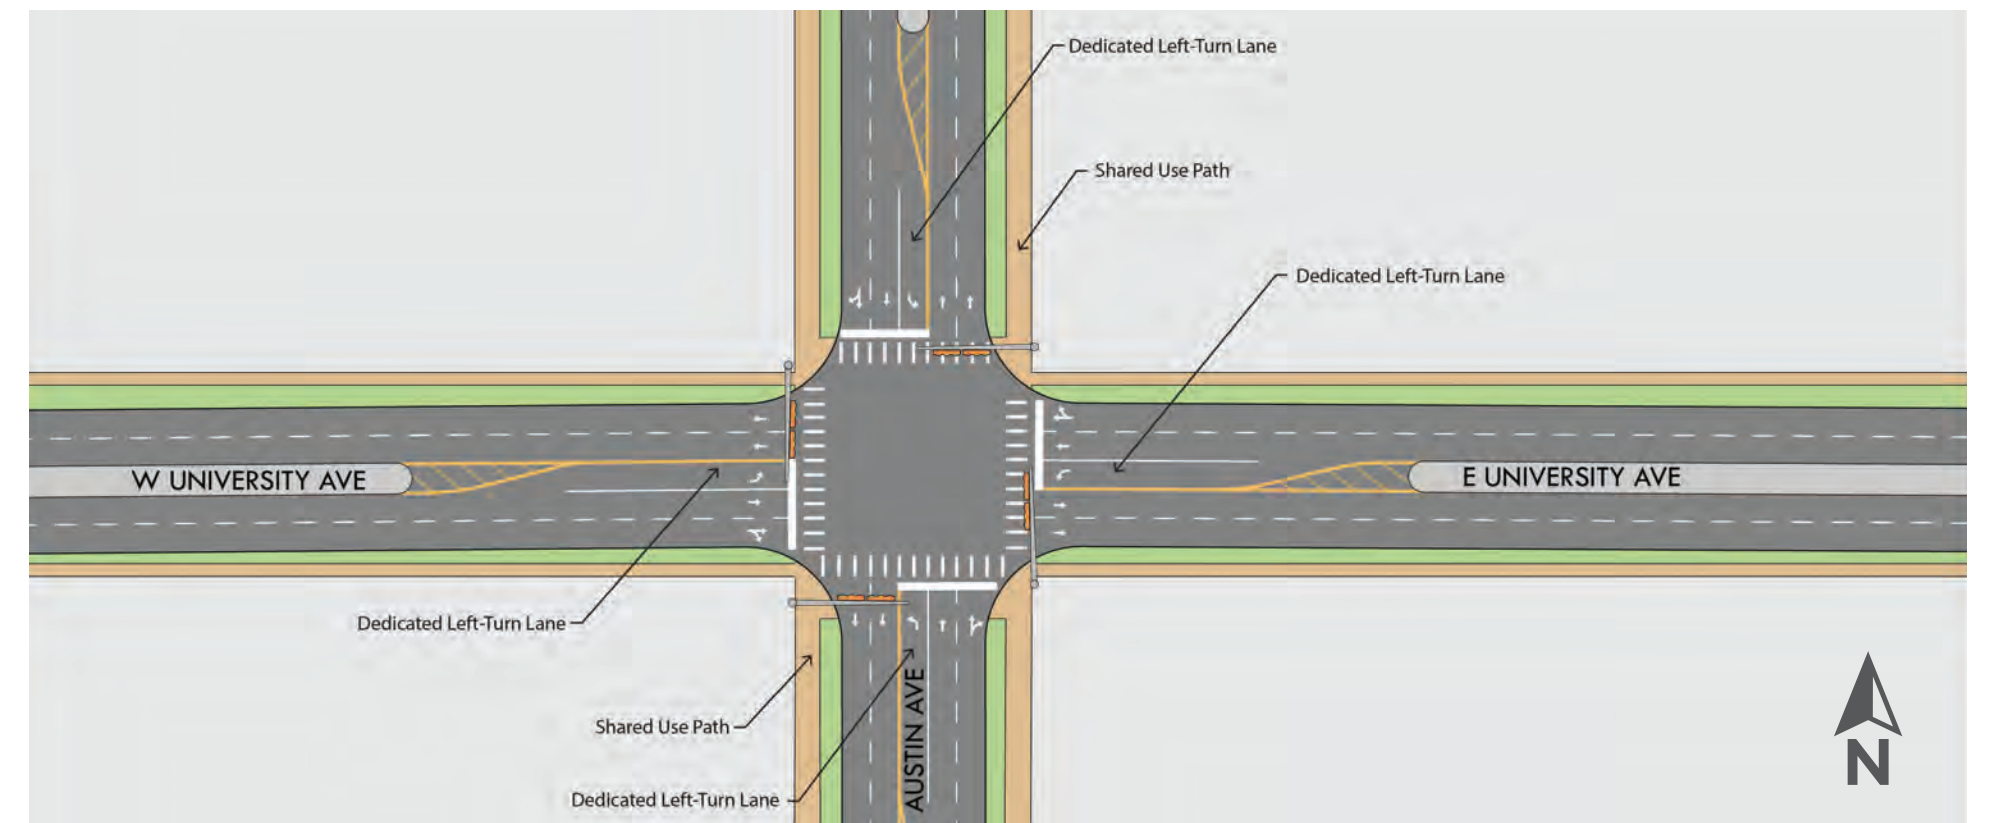 Dedicated Left-Turn Lane
Shared Use Path
Dedicated Left-Turn Lane
W UNIVERSITY AVE
E UNIVERSITY AVE
Dedicated Left-Turn Lane
Shared Use Path
AUSTIN AVE
Dedicated Left-Turn Lane
N